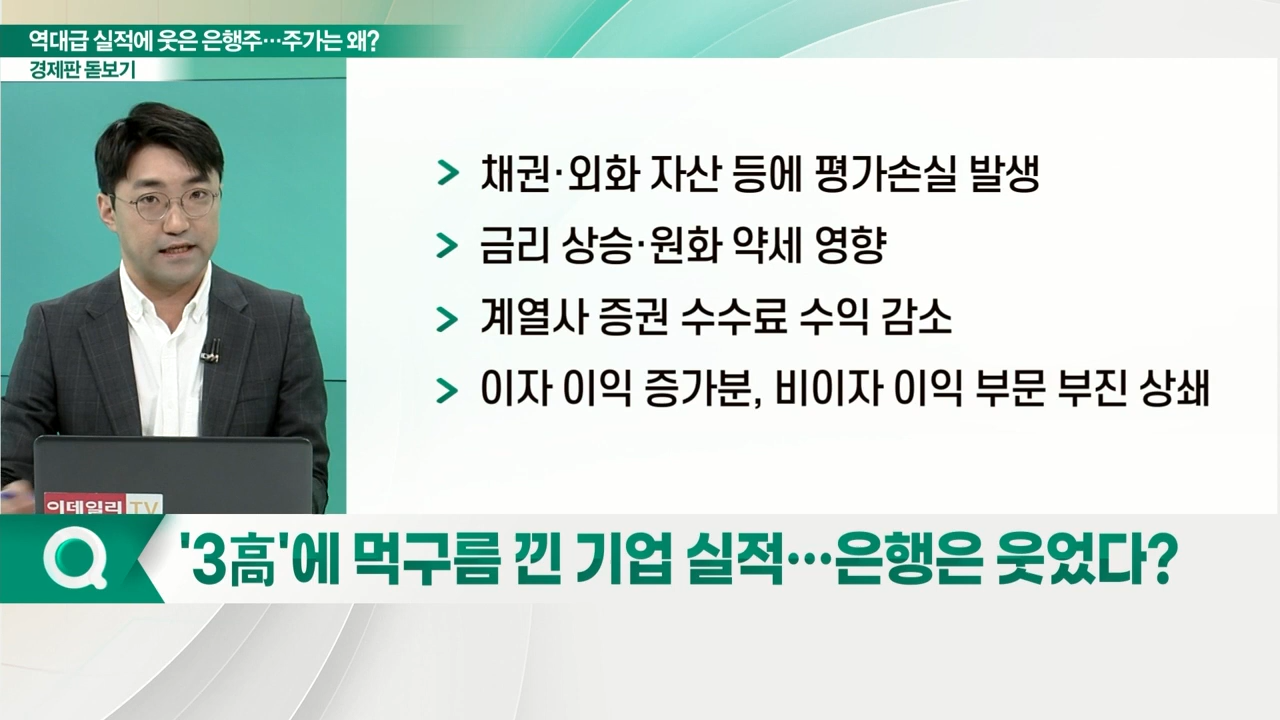 역대급 실적에 웃은 은행주…주가는 왜?
경제판 돋보기
> 채권·외화 자산 등에 평가손실 발생
> 금리 상승·원화 약세 영향
> 계열사 증권 수수료 수익 감소
> 이자 이익 증가분, 비이자 이익 부문 부진 상쇄
이데일리 TV
'3高'에 먹구름 낀 기업 실적…은행은 웃었다?